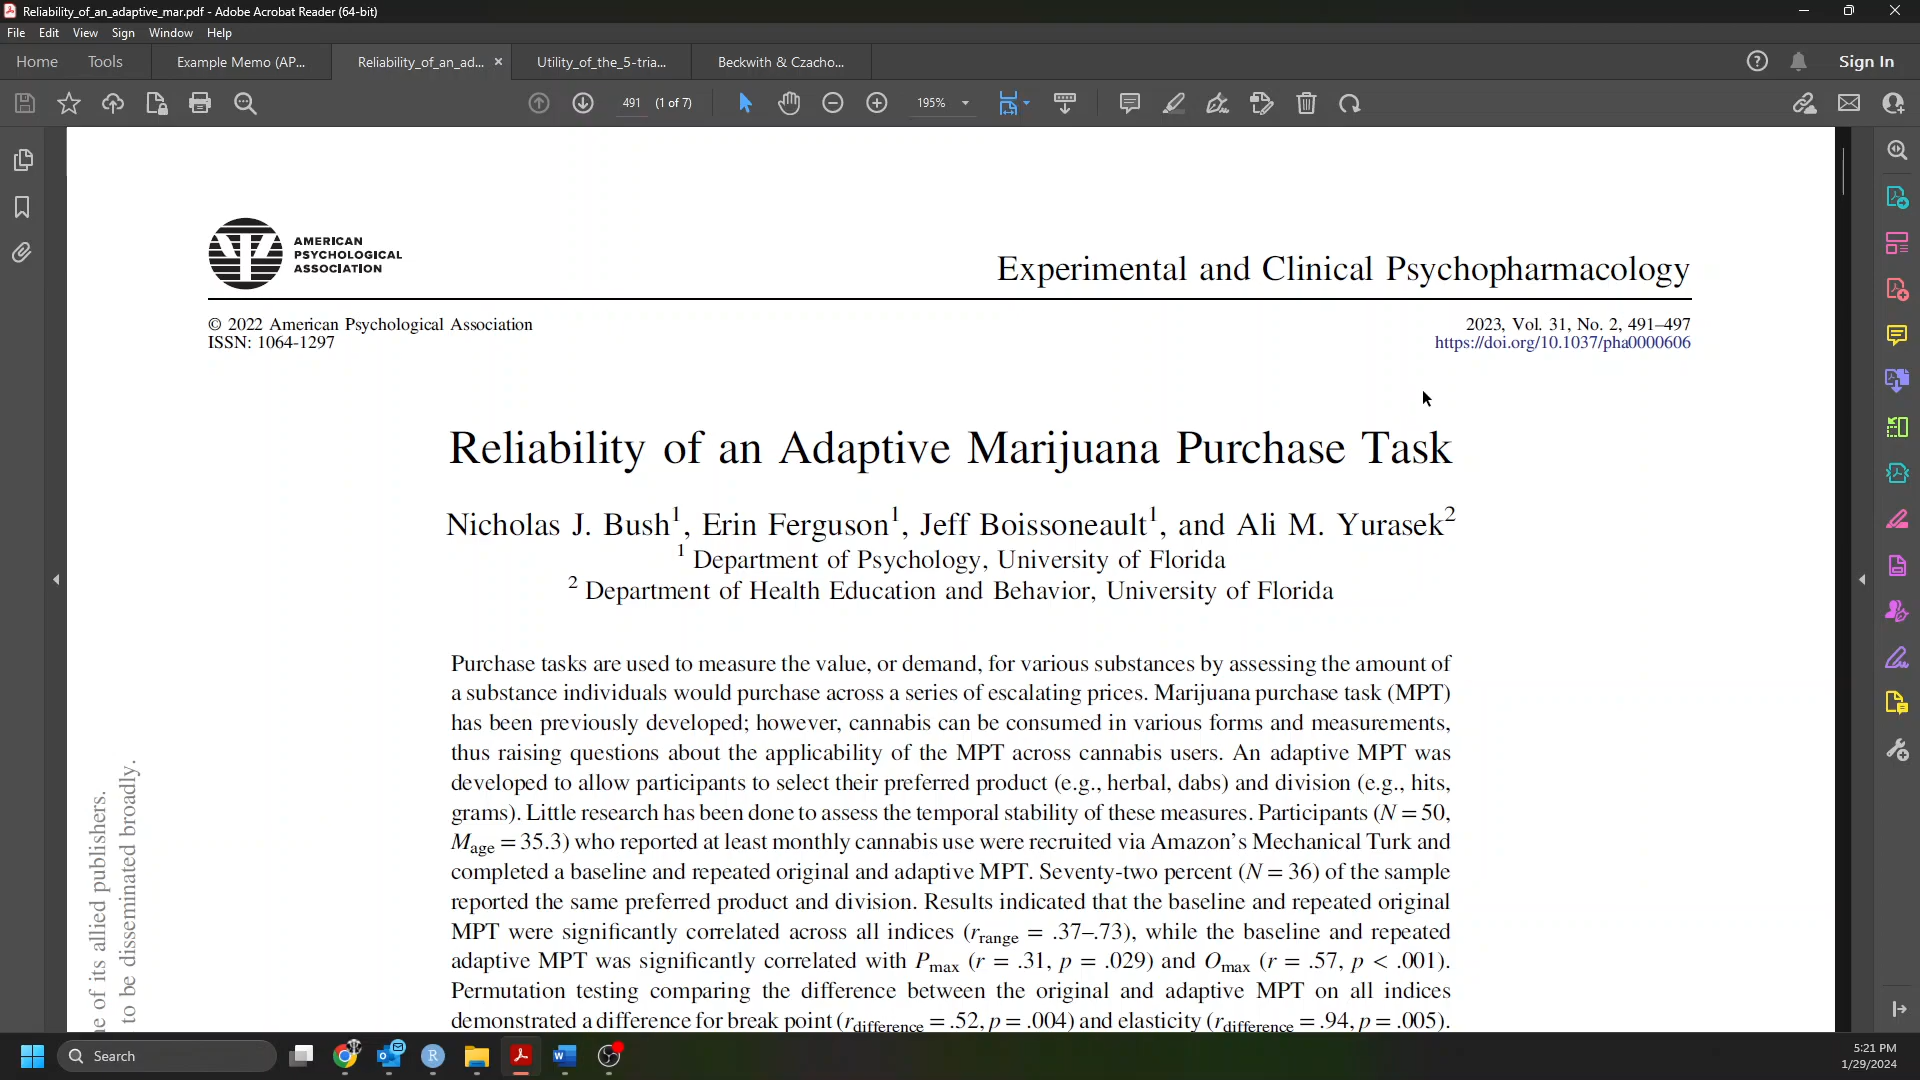 Reliability_of_an_adaptive_mar.pdf - Adobe Acrobat Reader (64-bit)
File Edit View Sign Window Help
Home Tools Example Memo (AP... Reliability_of_an_ad... × Utility_of_the_5-tria... Beckwith & Czacho... Sign In
491 (1 of 7) 195%
AMERICAN
PSYCHOLOGICAL
ASSOCIATION
Experimental and Clinical Psychopharmacology
© 2022 American Psychological Association
ISSN: 1064-1297
2023, Vol. 31, No. 2, 491–497
https://doi.org/10.1037/pha0000606
Reliability of an Adaptive Marijuana Purchase Task
Nicholas J. Bush1, Erin Ferguson1, Jeff Boissoneault1, and Ali M. Yurasek2
1 Department of Psychology, University of Florida
2 Department of Health Education and Behavior, University of Florida
Purchase tasks are used to measure the value, or demand, for various substances by assessing the amount of
a substance individuals would purchase across a series of escalating prices. Marijuana purchase task (MPT)
has been previously developed; however, cannabis can be consumed in various forms and measurements,
thus raising questions about the applicability of the MPT across cannabis users. An adaptive MPT was
developed to allow participants to select their preferred product (e.g., herbal, dabs) and division (e.g., hits,
grams). Little research has been done to assess the temporal stability of these measures. Participants (N = 50,
Mage = 35.3) who reported at least monthly cannabis use were recruited via Amazon's Mechanical Turk and
completed a baseline and repeated original and adaptive MPT. Seventy-two percent (N = 36) of the sample
reported the same preferred product and division. Results indicated that the baseline and repeated original
MPT were significantly correlated across all indices (rrange = .37–.73), while the baseline and repeated
adaptive MPT was significantly correlated with Pmax (r = .31, p = .029) and Omax (r = .57, p < .001).
Permutation testing comparing the difference between the original and adaptive MPT on all indices
demonstrated a difference for break point (rdifference = .52, p = .004) and elasticity (rdifference = .94, p = .005).
ne of its allied publishers.
to be disseminated broadly.
Search
5:21 PM
1/29/2024